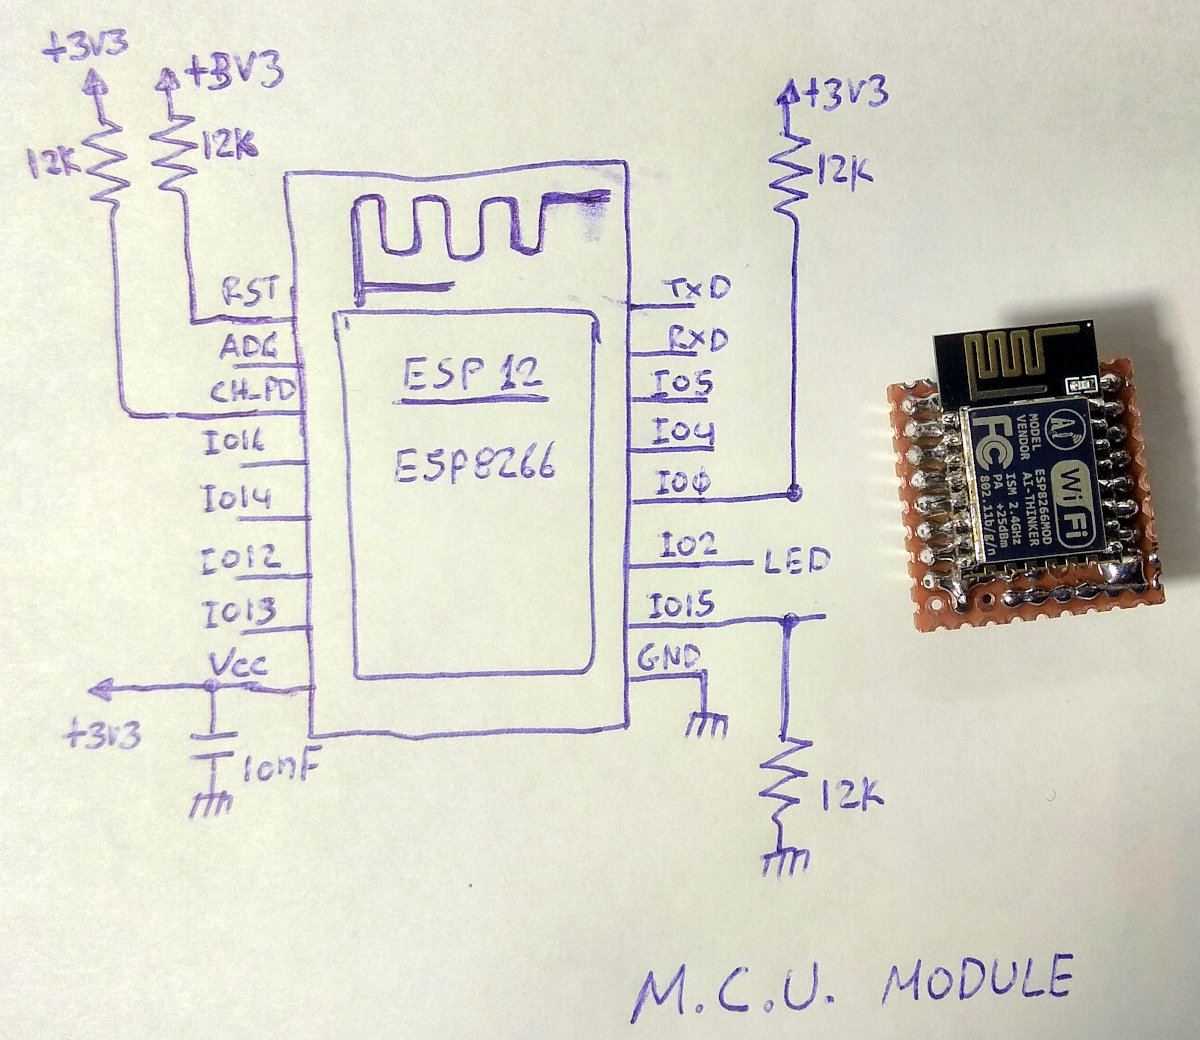 +3v3
+3V3
12K
12K
+3v3
12K
RST
ADC
CH_PD
IO16
IO14
IO12
IO13
Vcc
+3v3
10nF
ESP 12
ESP8266
TxD
RXD
IO5
IO4
IO0
IO2
LED
IO15
GND
12K
Ai
WiFi
FC
MODEL
VENDOR
ESP8266MOD
AI-THINKER
ISM 2.4GHz
PA +25dBm
802.11b/g/n
M.C.U. MODULE